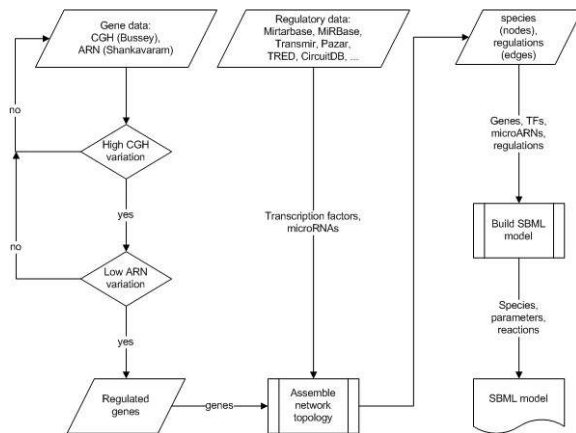 Gene data:
CGH (Bussey),
ARN (Shankavaram)
no
High CGH
variation
yes
no
Low ARN
variation
yes
Regulated
genes
genes
Regulatory data:
Mirtarbase, MiRBase,
Transmir, Pazar,
TRED, CircuitDB, ...
Transcription factors,
microRNAs
Assemble
network
topology
species
(nodes),
regulations
(edges)
Genes, TFs,
microARNs,
regulations
Build SBML
model
Species,
parameters,
reactions
SBML model